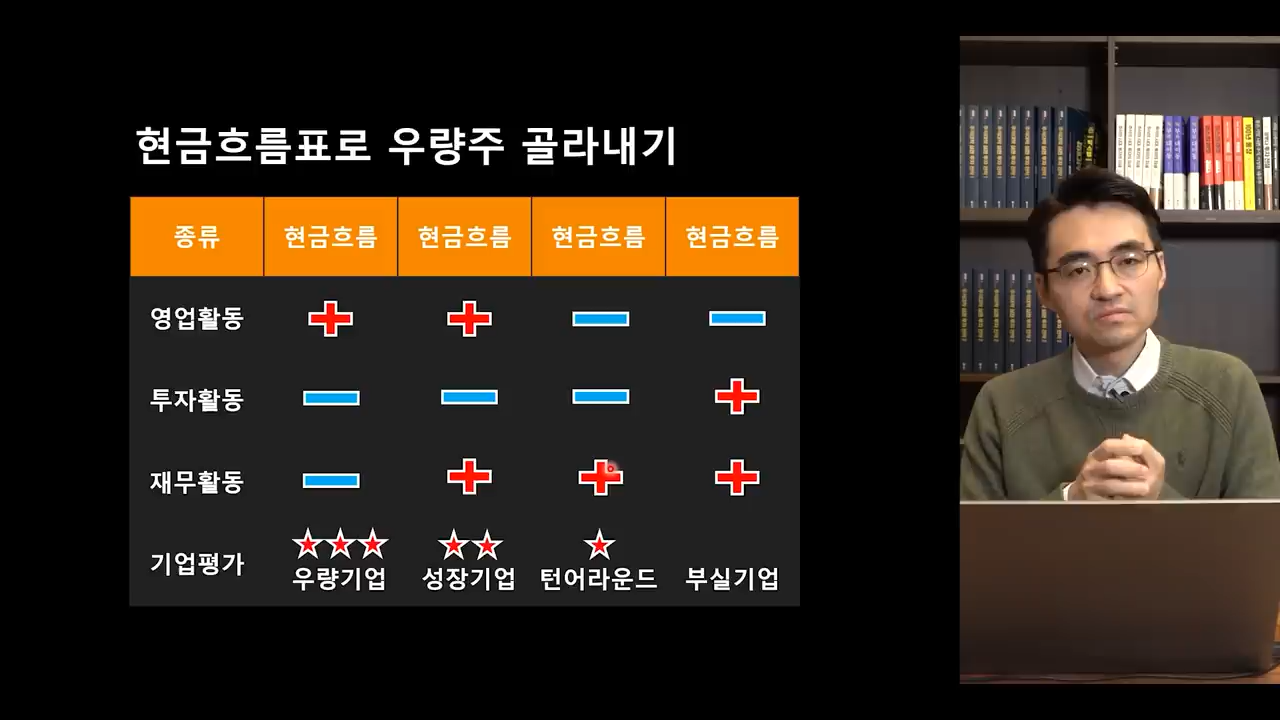 현금흐름표로 우량주 골라내기
종류 현금흐름 현금흐름 현금흐름 현금흐름
영업활동
투자활동
재무활동
기업평가 우량기업 성장기업 턴어라운드 부실기업